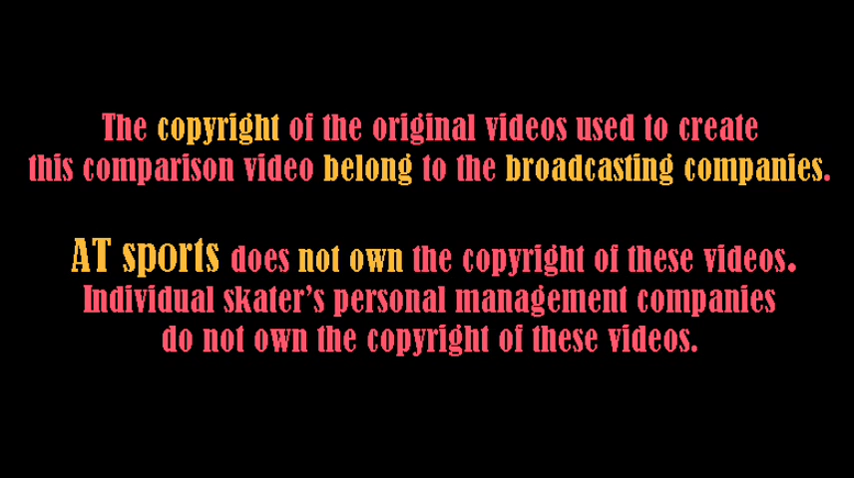 The copyright of the original videos used to create
this comparison video belong to the broadcasting companies.
AT sports does not own the copyright of these videos.
Individual skater's personal management companies
do not own the copyright of these videos.